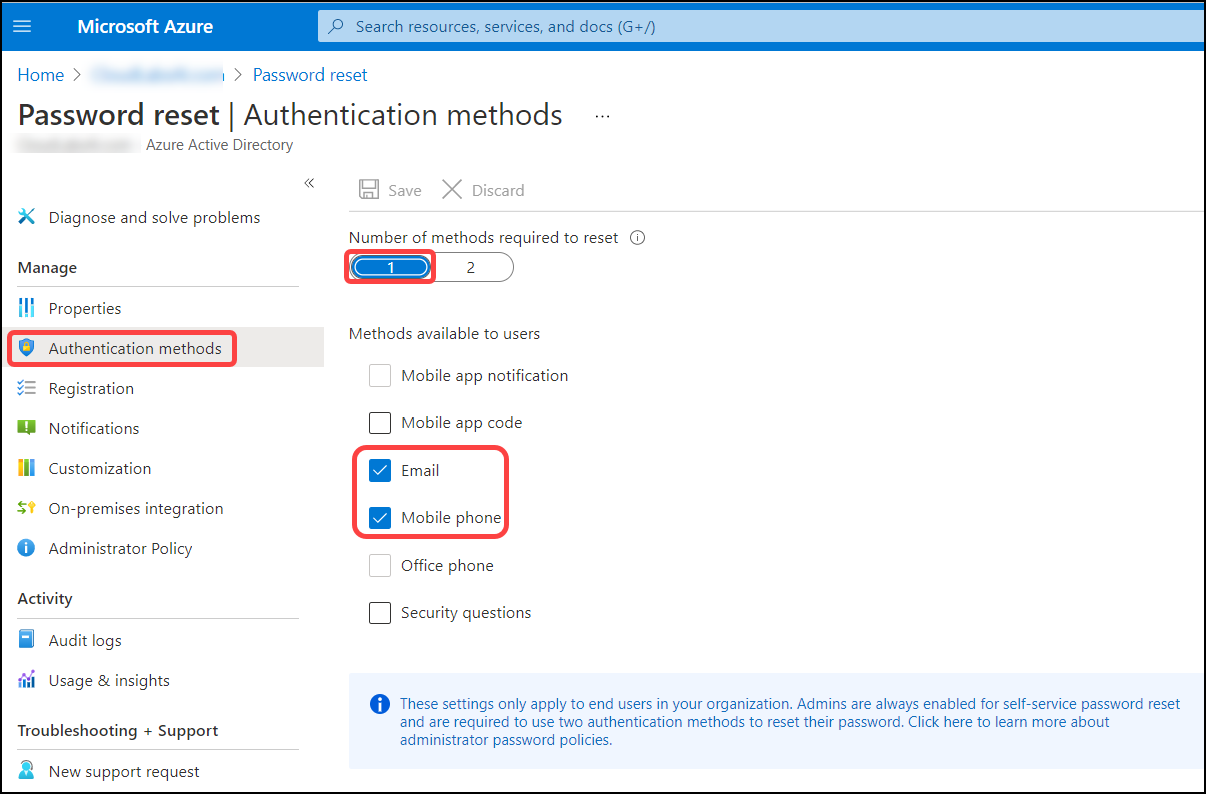 Microsoft Azure
Search resources, services, and docs (G+/)
Home > > Password reset
Password reset | Authentication methods ...
Azure Active Directory
«
Diagnose and solve problems
Manage
Properties
Authentication methods
Registration
Notifications
Customization
On-premises integration
Administrator Policy
Activity
Audit logs
Usage & insights
Troubleshooting + Support
New support request
Save Discard
Number of methods required to reset
1 2
Methods available to users
Mobile app notification
Mobile app code
Email
Mobile phone
Office phone
Security questions
These settings only apply to end users in your organization. Admins are always enabled for self-service password reset
and are required to use two authentication methods to reset their password. Click here to learn more about
administrator password policies.